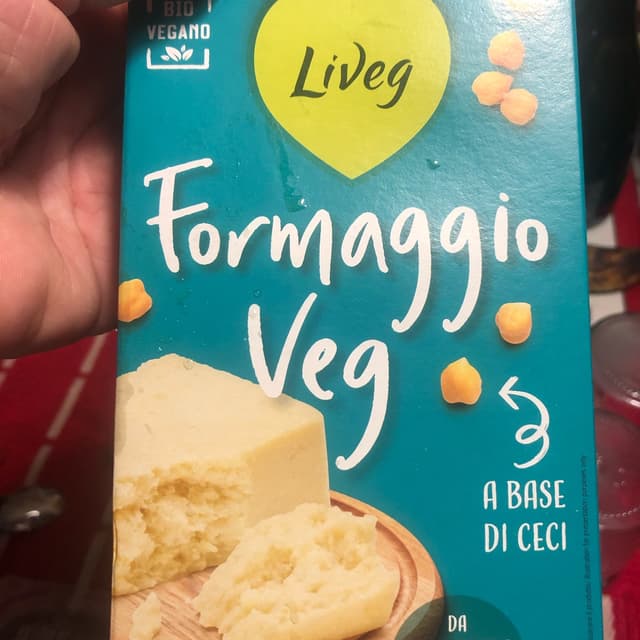 BIO
VEGANO
LiVeg
Formaggio
Veg
A BASE
DI CECI
DA